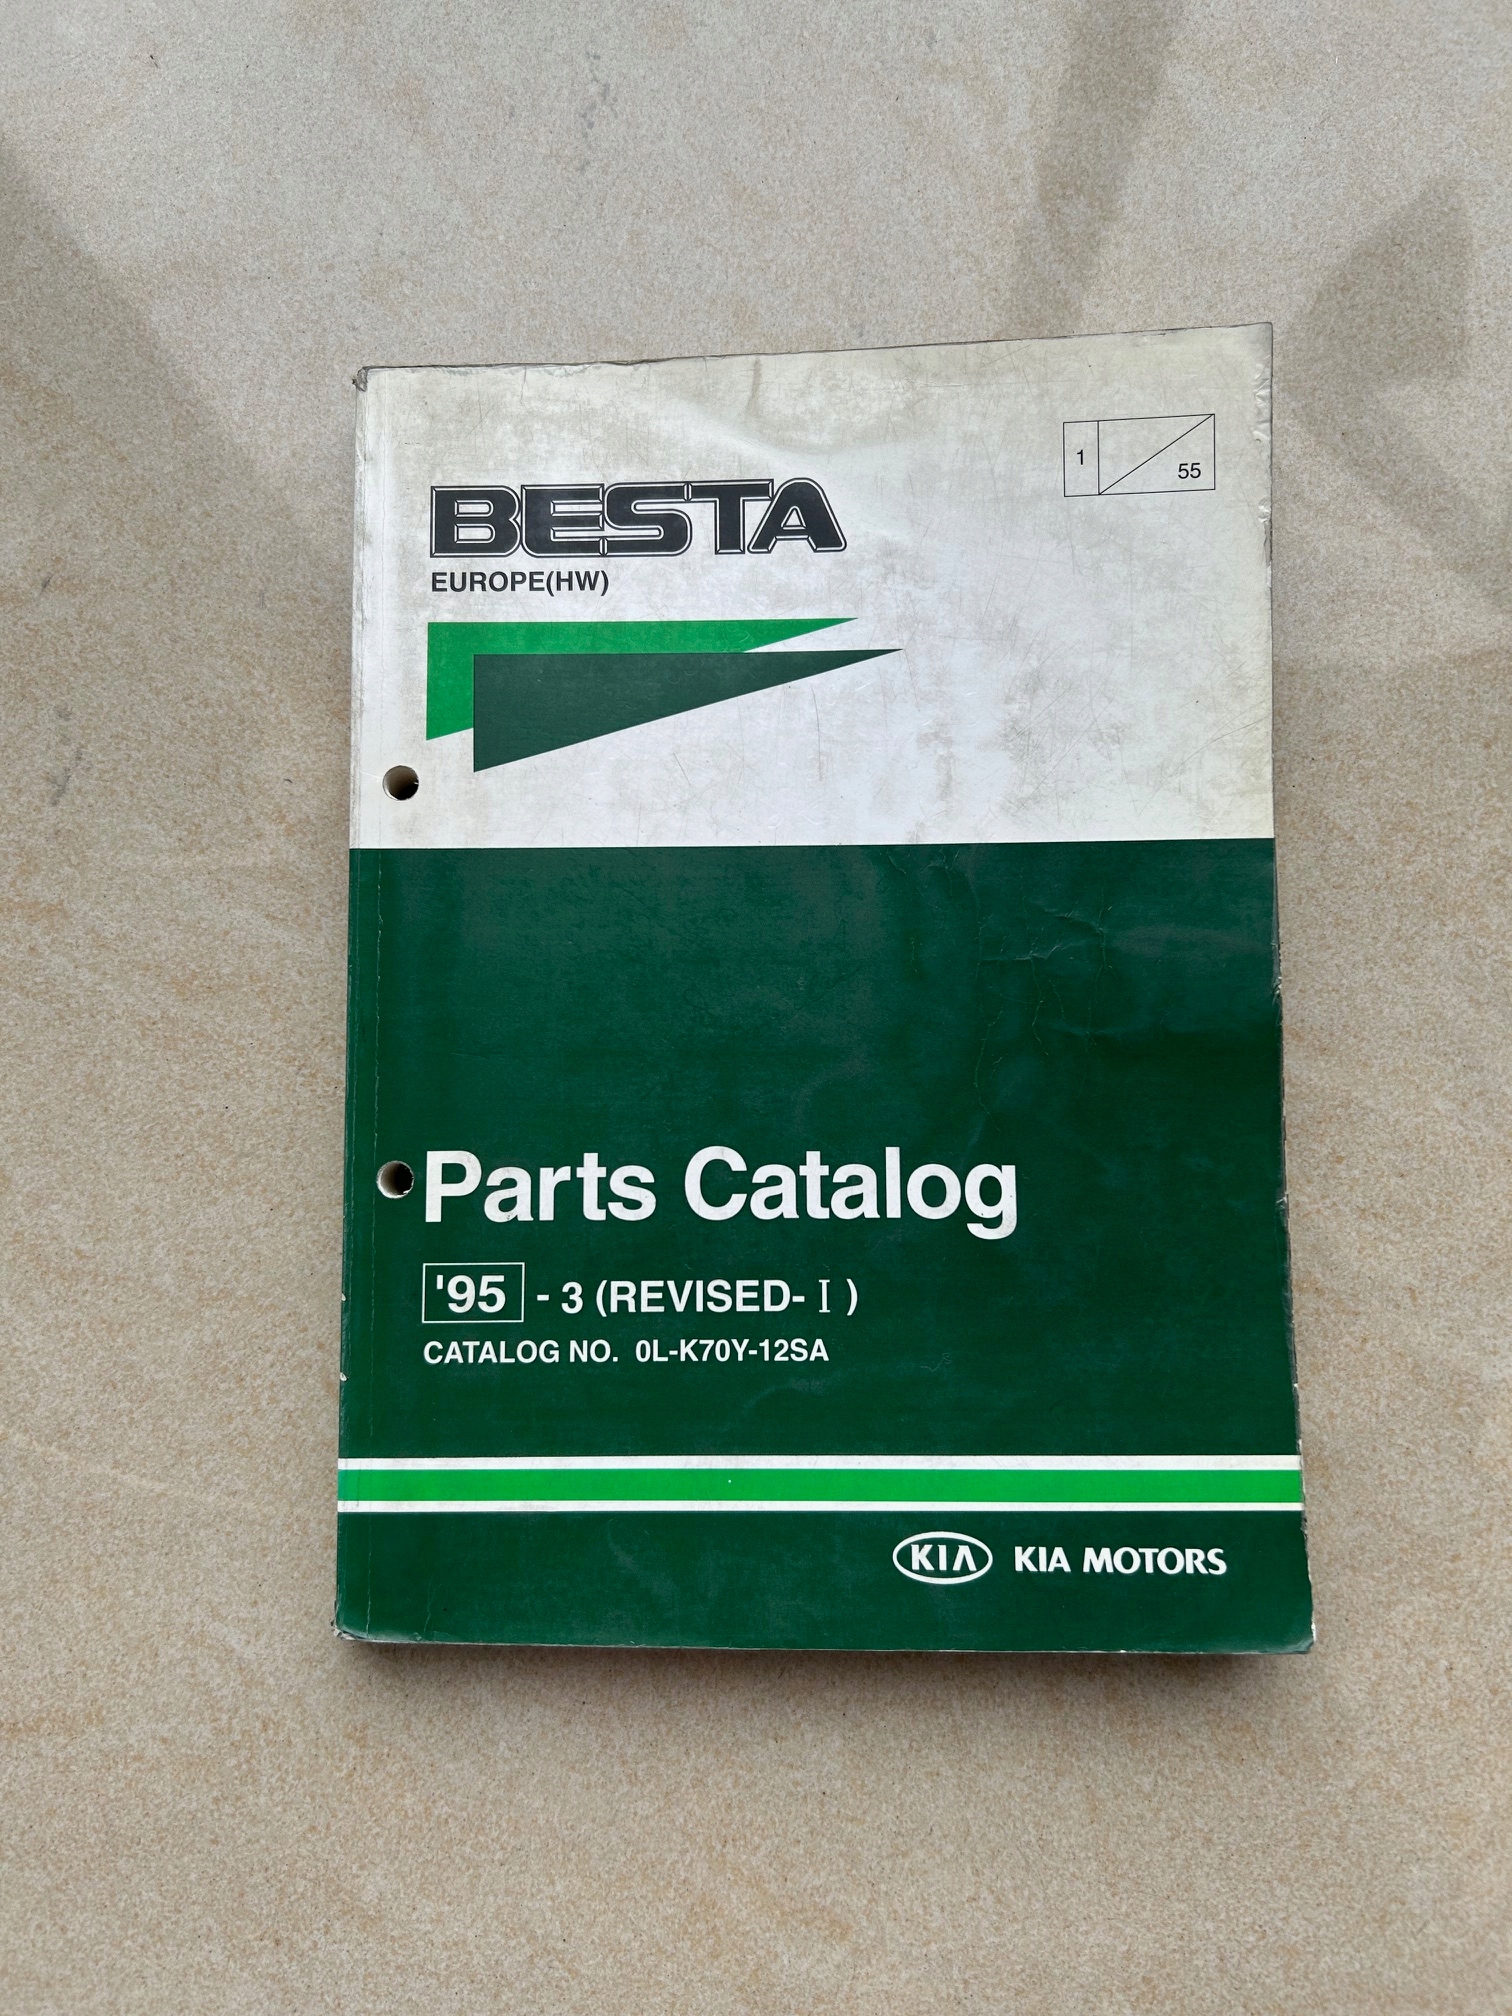 1
55
BESTA
EUROPE(HW)
Parts Catalog
'95 - 3 (REVISED-Ⅰ)
CATALOG NO. 0L-K70Y-12SA
KIA KIA MOTORS